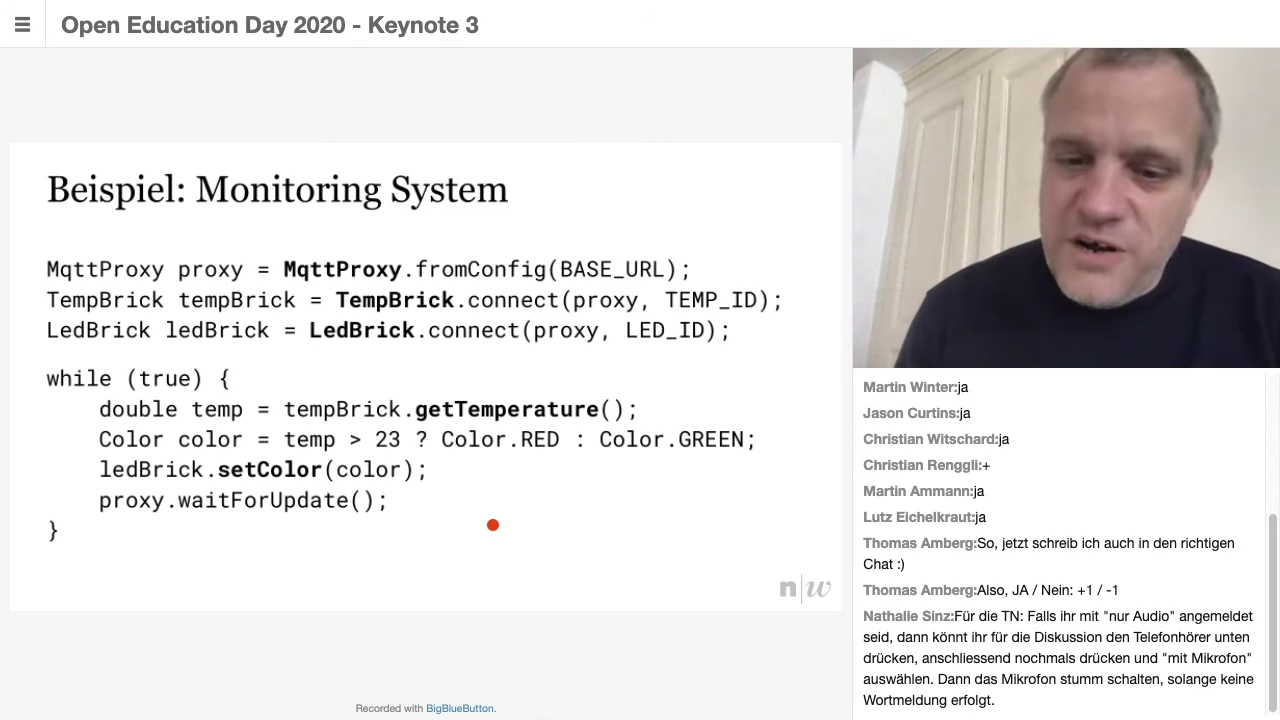 Open Education Day 2020 - Keynote 3
Beispiel: Monitoring System
MqttProxy proxy = MqttProxy.fromConfig(BASE_URL);
TempBrick tempBrick = TempBrick.connect(proxy, TEMP_ID);
LedBrick ledBrick = LedBrick.connect(proxy, LED_ID);
while (true) {
    double temp = tempBrick.getTemperature();
    Color color = temp > 23 ? Color.RED : Color.GREEN;
    ledBrick.setColor(color);
    proxy.waitForUpdate();
}
n|w
Recorded with BigBlueButton.
Martin Winter:ja
Jason Curtins:ja
Christian Witschard:ja
Christian Renggli:+
Martin Ammann:ja
Lutz Eichelkraut:ja
Thomas Amberg:So, jetzt schreib ich auch in den richtigen
Chat :)
Thomas Amberg:Also, JA / Nein: +1 / -1
Nathalie Sinz:Für die TN: Falls ihr mit "nur Audio" angemeldet
seid, dann könnt ihr für die Diskussion den Telefonhörer unten
drücken, anschliessend nochmals drücken und "mit Mikrofon"
auswählen. Dann das Mikrofon stumm schalten, solange keine
Wortmeldung erfolgt.